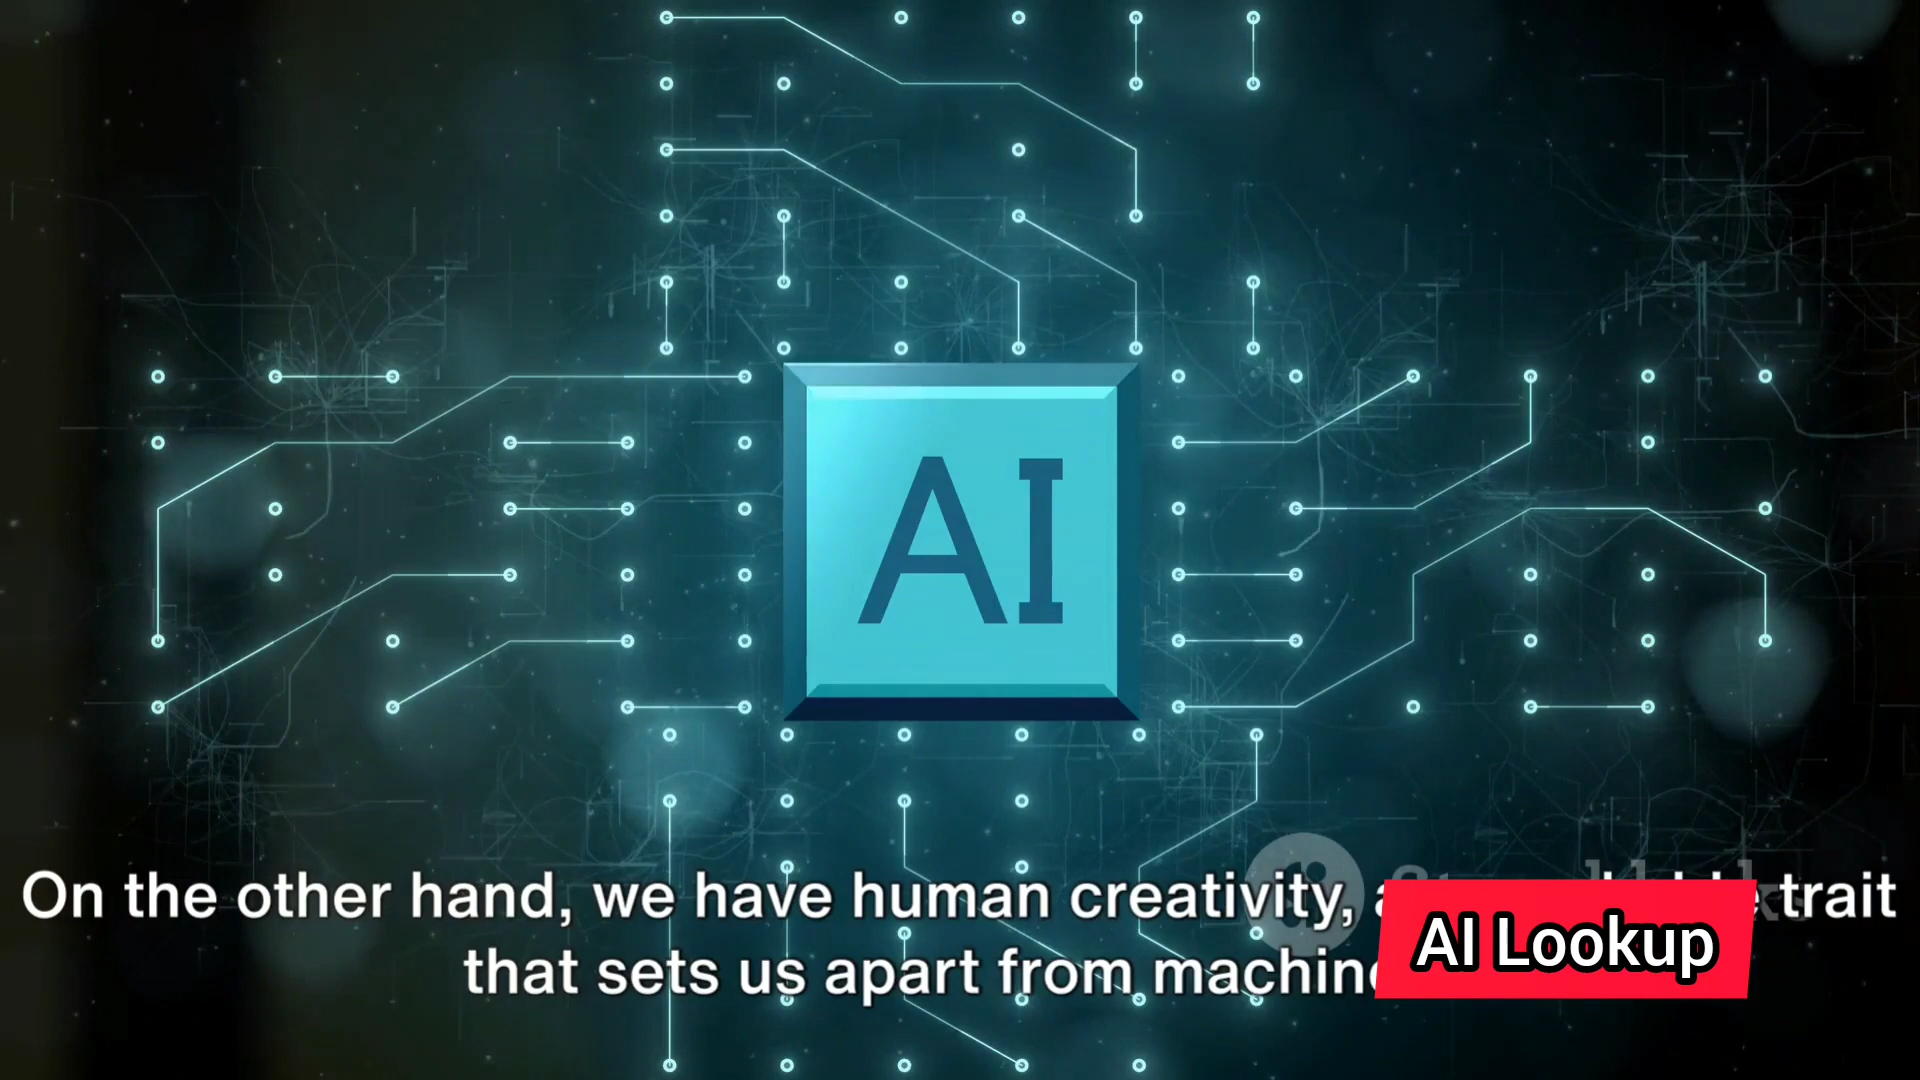 AI
On the other hand, we have human creativity, a trait
that sets us apart from machin
AI Lookup